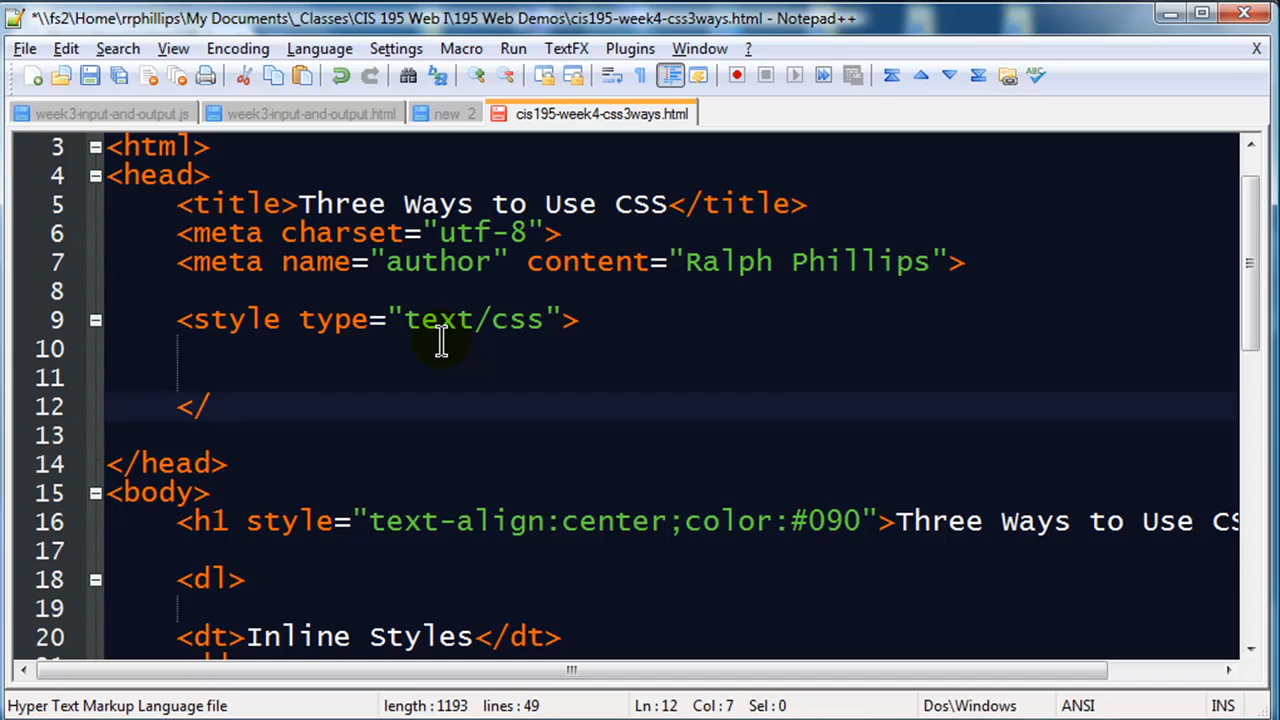 *\\fs2\Home\rrphillips\My Documents\_Classes\CIS 195 Web I\195 Web Demos\cis195-week4-css3ways.html - Notepad++
File Edit Search View Encoding Language Settings Macro Run TextFX Plugins Window ? X
week3-input-and-output.js week3-input-and-output.html new 2 cis195-week4-css3ways.html
3 <html>
4 <head>
5 <title>Three Ways to Use CSS</title>
6 <meta charset="utf-8">
7 <meta name="author" content="Ralph Phillips">
8
9 <style type="text/css">
10
11
12 </
13
14 </head>
15 <body>
16 <h1 style="text-align:center;color:#090">Three Ways to Use CS
17
18 <dl>
19
20 <dt>Inline Styles</dt>
Hyper Text Markup Language file length : 1193 lines : 49 Ln : 12 Col : 7 Sel : 0 Dos\Windows ANSI INS